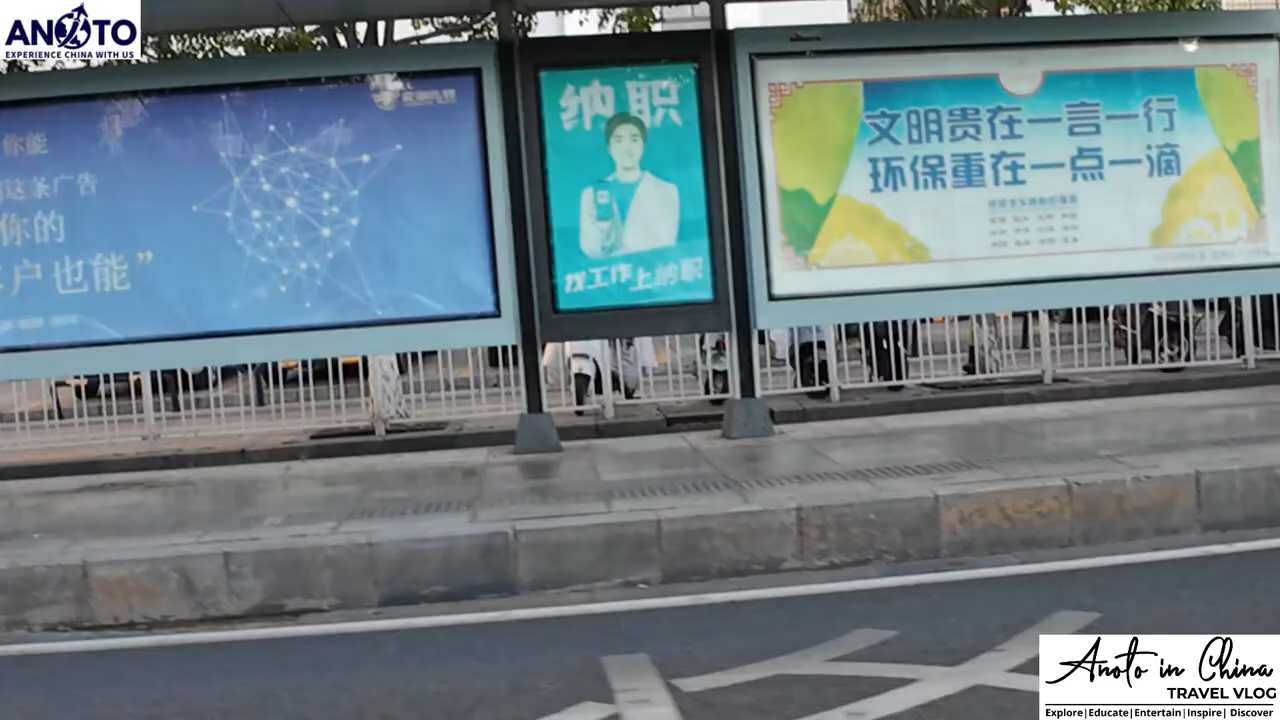 ANOTO
EXPERIENCE CHINA WITH US
你能
这条广告
你的
户也能”
纳职
找工作上纳职
文明贵在一言一行
环保重在一点一滴
Anoto in China
TRAVEL VLOG
Explore|Educate|Entertain|Inspire| Discover